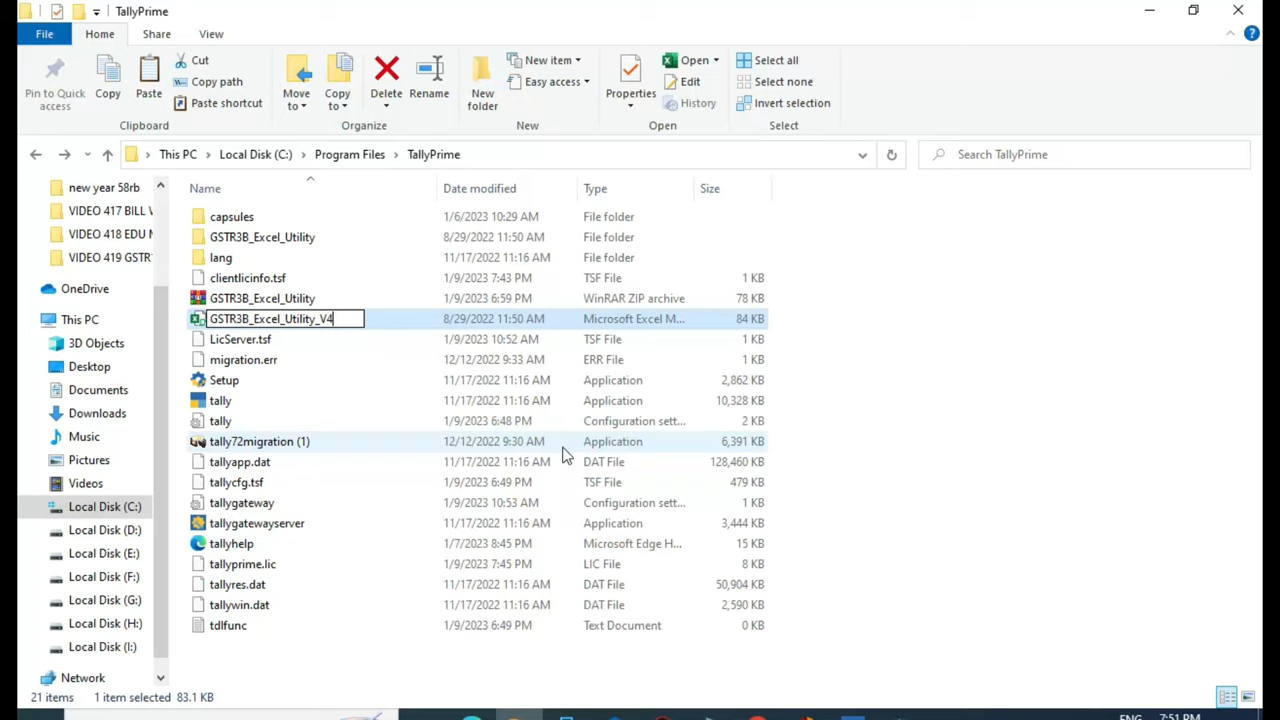 TallyPrime
File Home Share View
Pin to Quick access
Copy
Paste
Cut
Copy path
Paste shortcut
Clipboard
Move to
Copy to
Delete
Rename
Organize
New folder
New item
Easy access
New
Properties
Open
Edit
History
Open
Select all
Select none
Invert selection
Select
This PC > Local Disk (C:) > Program Files > TallyPrime
Search TallyPrime
new year 58rb
VIDEO 417 BILL
VIDEO 418 EDU
VIDEO 419 GSTR
OneDrive
This PC
3D Objects
Desktop
Documents
Downloads
Music
Pictures
Videos
Local Disk (C:)
Local Disk (D:)
Local Disk (E:)
Local Disk (F:)
Local Disk (G:)
Local Disk (H:)
Local Disk (I:)
Network
Name Date modified Type Size
capsules 1/6/2023 10:29 AM File folder
GSTR3B_Excel_Utility 8/29/2022 11:50 AM File folder
lang 11/17/2022 11:16 AM File folder
clientlicinfo.tsf 1/9/2023 7:43 PM TSF File 1 KB
GSTR3B_Excel_Utility 1/9/2023 6:59 PM WinRAR ZIP archive 78 KB
GSTR3B_Excel_Utility_V4 8/29/2022 11:50 AM Microsoft Excel M... 84 KB
LicServer.tsf 1/9/2023 10:52 AM TSF File 1 KB
migration.err 12/12/2022 9:33 AM ERR File 1 KB
Setup 11/17/2022 11:16 AM Application 2,862 KB
tally 11/17/2022 11:16 AM Application 10,328 KB
tally 1/9/2023 6:48 PM Configuration sett... 2 KB
tally72migration (1) 12/12/2022 9:30 AM Application 6,391 KB
tallyapp.dat 11/17/2022 11:16 AM DAT File 128,460 KB
tallycfg.tsf 1/9/2023 6:49 PM TSF File 479 KB
tallygateway 1/9/2023 10:53 AM Configuration sett... 1 KB
tallygatewayserver 11/17/2022 11:16 AM Application 3,444 KB
tallyhelp 1/7/2023 8:45 PM Microsoft Edge H... 15 KB
tallyprime.lic 1/9/2023 7:45 PM LIC File 8 KB
tallyres.dat 11/17/2022 11:16 AM DAT File 50,904 KB
tallywin.dat 11/17/2022 11:16 AM DAT File 2,590 KB
tdlfunc 1/9/2023 6:49 PM Text Document 0 KB
21 items 1 item selected 83.1 KB
ENG 7:51 PM